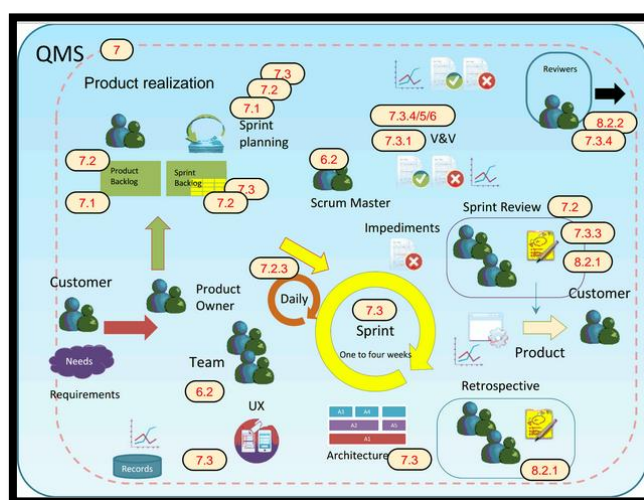 QMS
7
Product realization
7.3
7.2
7.1
Sprint
planning
7.3.4/5/6
7.3.1
V&V
Reviwers
8.2.2
7.3.4
7.2
Product
Backlog
7.1
Sprint
Backlog
7.3
7.2
6.2
Scrum Master
Impediments
Sprint Review
7.2
7.3.3
8.2.1
Customer
Product
Owner
7.2.3
Daily
7.3
Sprint
One to four weeks
Customer
Product
Needs
Requirements
Team
6.2
UX
Retrospective
8.2.1
A3
A4
A2
A5
A1
Architecture
7.3
Records
7.3